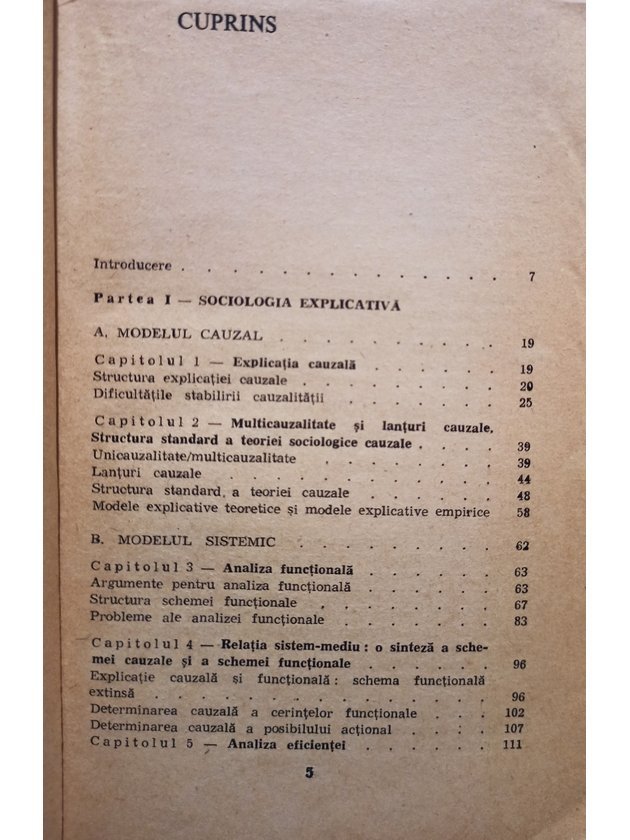 CUPRINS
Introducere . . . . . . . . . . . . . 7
Partea I — SOCIOLOGIA EXPLICATIVĂ
A. MODELUL CAUZAL . . . . . . . . . 19
Capitolul 1 — Explicația cauzală . . . . . . 19
Structura explicației cauzale . . . . . . . . 20
Dificultățile stabilirii cauzalității . . . . . . 25
Capitolul 2 — Multicauzalitate și lanțuri cauzale.
Structura standard a teoriei sociologice cauzale . . . . 39
Unicauzalitate/multicauzalitate . . . . . . . 39
Lanțuri cauzale . . . . . . . . . . . 44
Structura standard a teoriei cauzale . . . . . 48
Modele explicative teoretice și modele explicative empirice 58
B. MODELUL SISTEMIC . . . . . . . . 62
Capitolul 3 — Analiza funcțională . . . . . . 63
Argumente pentru analiza funcțională . . . . . . 63
Structura schemei funcționale . . . . . . . 67
Probleme ale analizei funcționale . . . . . . 83
Capitolul 4 — Relația sistem-mediu : o sinteză a sche-
mei cauzale și a schemei funcționale . . . . . . 96
Explicație cauzală și funcțională : schema funcțională
extinsă . . . . . . . . . . . . . . 96
Determinarea cauzală a cerințelor funcționale . . . 102
Determinarea cauzală a posibilului acțional . . . . 107
Capitolul 5 — Analiza eficienței . . . . . . 111
5